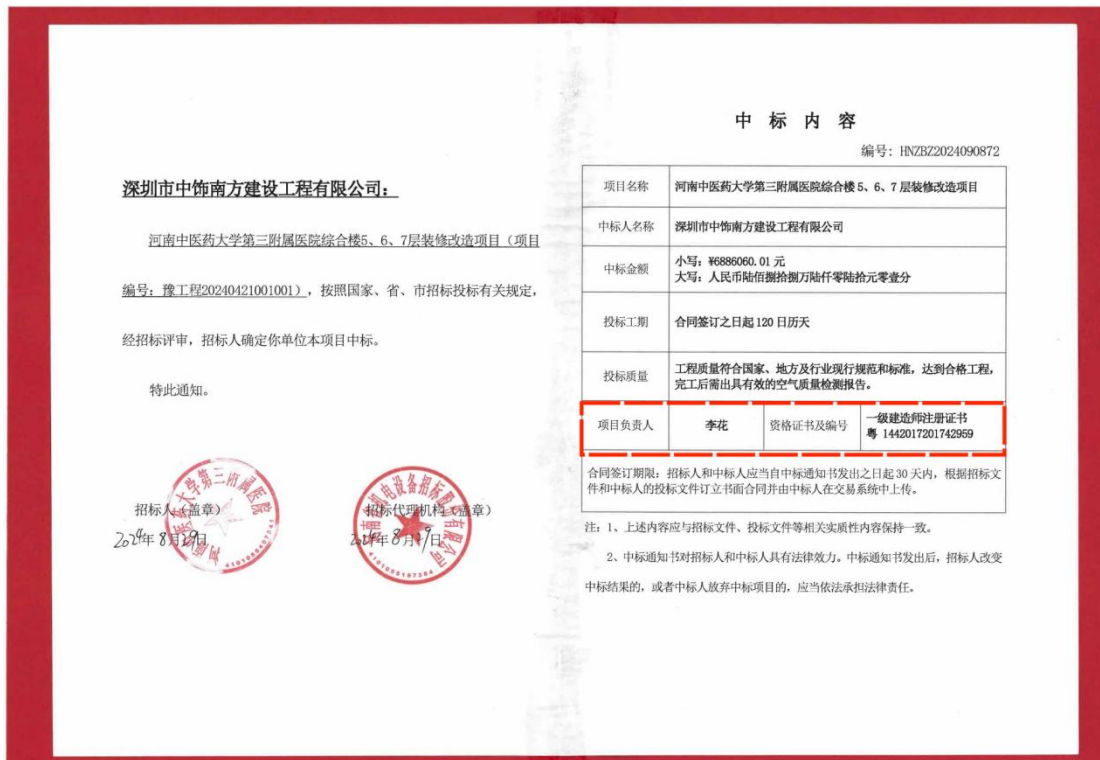 深圳市中饰南方建设工程有限公司：
河南中医药大学第三附属医院综合楼5、6、7层装修改造项目（项目
编号：豫工程20240421001001），按照国家、省、市招标投标有关规定，
经招标评审，招标人确定你单位本项目中标。
特此通知。
招标人（盖章）
2024年8月29日
招标代理机构（盖章）
2024年8月29日
4101055187304
中标内容
编号：HNZBZ2024090872
项目名称 河南中医药大学第三附属医院综合楼 5、6、7 层装修改造项目
中标人名称 深圳市中饰南方建设工程有限公司
中标金额 小写：¥6886060.01 元
大写：人民币陆佰捌拾捌万陆仟零陆拾元零壹分
投标工期 合同签订之日起 120 日历天
投标质量 工程质量符合国家、地方及行业现行规范和标准，达到合格工程，
完工后需出具有效的空气质量检测报告。
项目负责人 李花 资格证书及编号 一级建造师注册证书
粤 1442017201742959
合同签订期限：招标人和中标人应当自中标通知书发出之日起 30 天内，根据招标文
件和中标人的投标文件订立书面合同并由中标人在交易系统中上传。
注：1、上述内容应与招标文件、投标文件等相关实质性内容保持一致。
2、中标通知书对招标人和中标人具有法律效力。中标通知书发出后，招标人改变
中标结果的，或者中标人放弃中标项目的，应当依法承担法律责任。